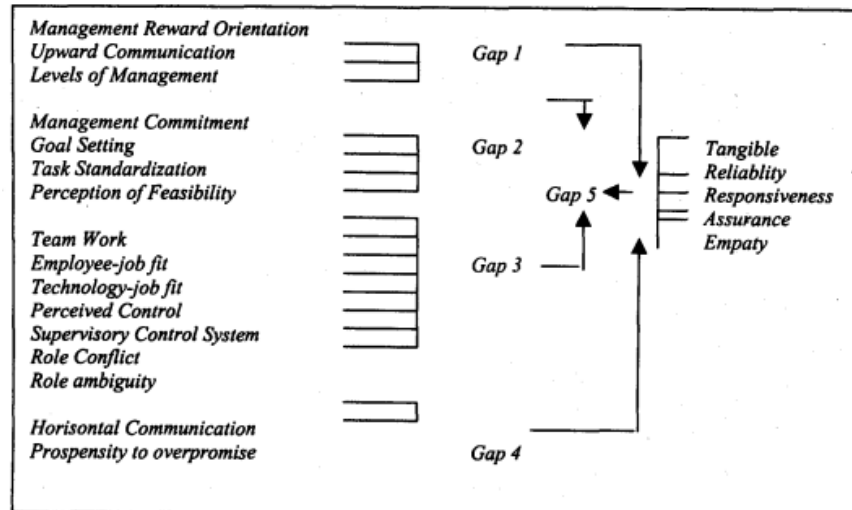 Management Reward Orientation
Upward Communication
Levels of Management
Gap 1
Management Commitment
Goal Setting
Task Standardization
Perception of Feasibility
Gap 2
Team Work
Employee-job fit
Technology-job fit
Perceived Control
Supervisory Control System
Role Conflict
Role ambiguity
Gap 3
Horisontal Communication
Prospensity to overpromise
Gap 4
Gap 5
Tangible
Reliablity
Responsiveness
Assurance
Empaty